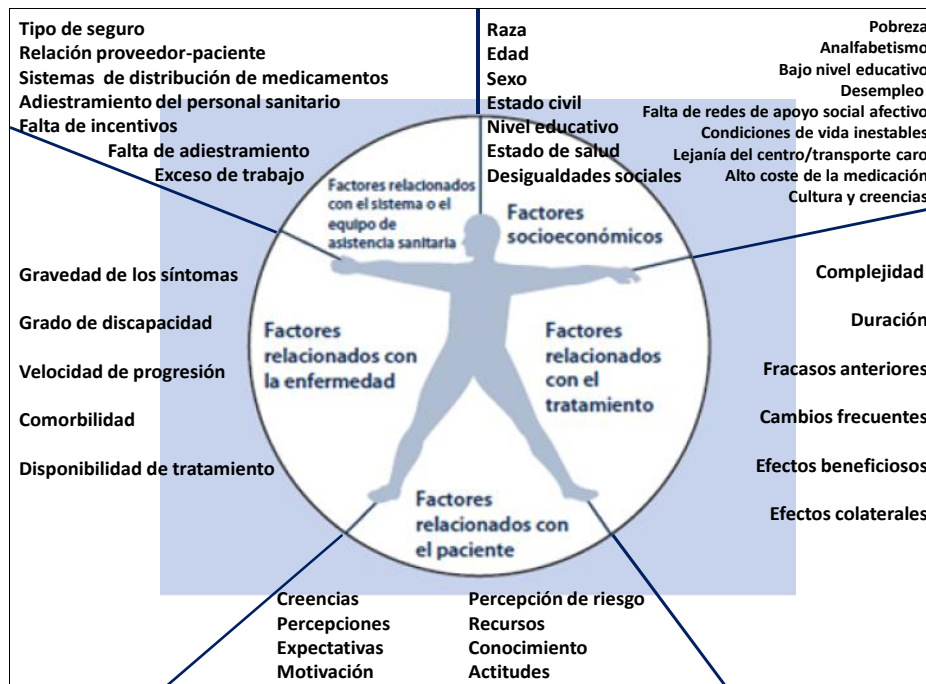 Tipo de seguro
Relación proveedor-paciente
Sistemas de distribución de medicamentos
Adiestramiento del personal sanitario
Falta de incentivos
Falta de adiestramiento
Exceso de trabajo
Factores relacionados
con el sistema o el
equipo de
asistencia sanitaria
Raza
Edad
Sexo
Estado civil
Nivel educativo
Estado de salud
Desigualdades sociales
Pobreza
Analfabetismo
Bajo nivel educativo
Desempleo
Falta de redes de apoyo social afectivo
Condiciones de vida inestables
Lejanía del centro/transporte caro
Alto coste de la medicación
Cultura y creencias
Factores
socioeconómicos
Gravedad de los síntomas
Grado de discapacidad
Velocidad de progresión
Comorbilidad
Disponibilidad de tratamiento
Factores
relacionados con
la enfermedad
Factores
relacionados
con el
tratamiento
Complejidad
Duración
Fracasos anteriores
Cambios frecuentes
Efectos beneficiosos
Efectos colaterales
Factores
relacionados con
el paciente
Creencias
Percepciones
Expectativas
Motivación
Percepción de riesgo
Recursos
Conocimiento
Actitudes